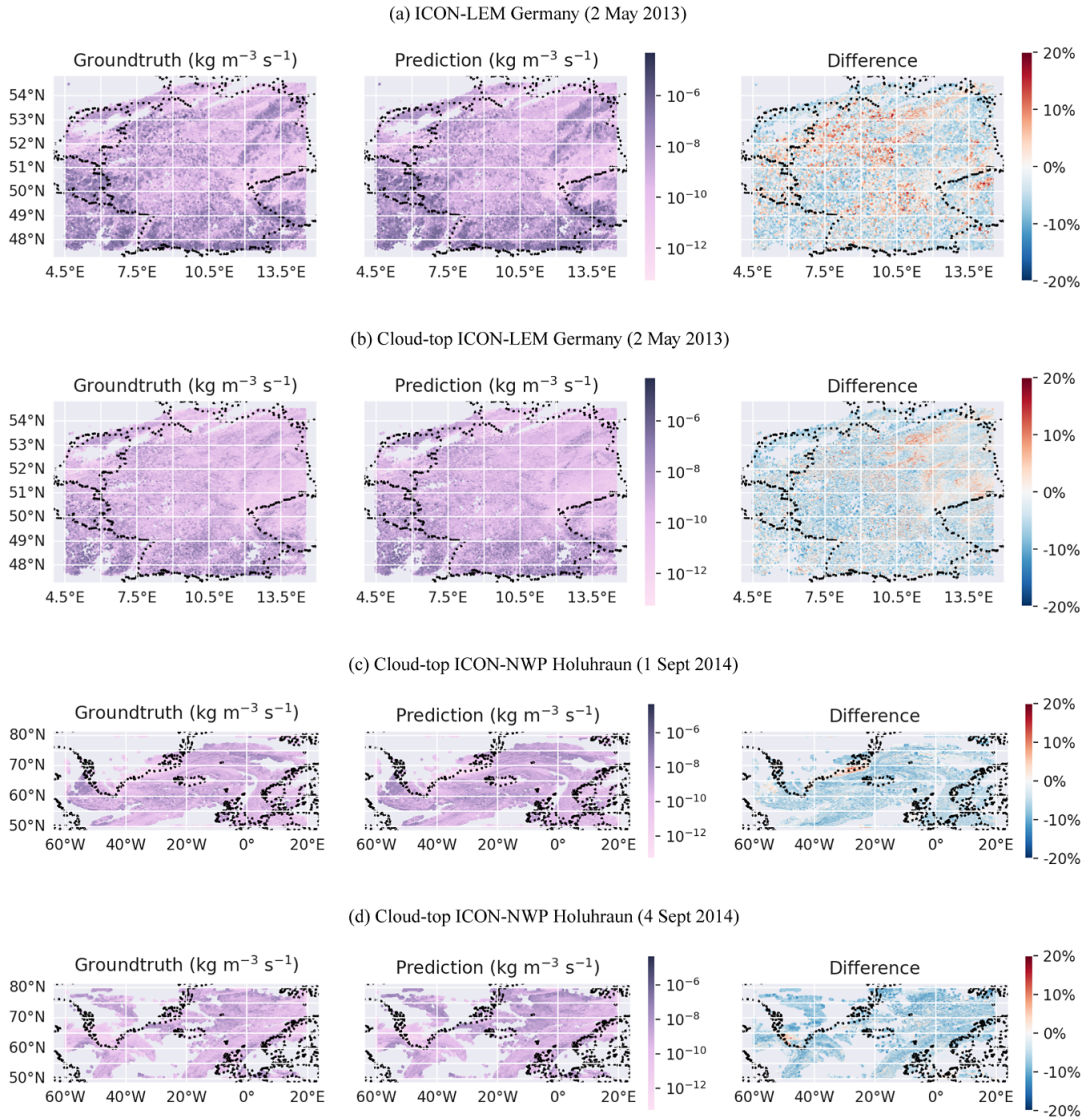 (a) ICON-LEM Germany (2 May 2013)
Groundtruth (kg m⁻³ s⁻¹) Prediction (kg m⁻³ s⁻¹) Difference
54°N
53°N
52°N
51°N
50°N
49°N
48°N
4.5°E 7.5°E 10.5°E 13.5°E 4.5°E 7.5°E 10.5°E 13.5°E 4.5°E 7.5°E 10.5°E 13.5°E
10⁻⁶
10⁻⁸
10⁻¹⁰
10⁻¹²
20%
10%
0%
-10%
-20%
(b) Cloud-top ICON-LEM Germany (2 May 2013)
Groundtruth (kg m⁻³ s⁻¹) Prediction (kg m⁻³ s⁻¹) Difference
54°N
53°N
52°N
51°N
50°N
49°N
48°N
4.5°E 7.5°E 10.5°E 13.5°E 4.5°E 7.5°E 10.5°E 13.5°E 4.5°E 7.5°E 10.5°E 13.5°E
10⁻⁶
10⁻⁸
10⁻¹⁰
10⁻¹²
20%
10%
0%
-10%
-20%
(c) Cloud-top ICON-NWP Holuhraun (1 Sept 2014)
Groundtruth (kg m⁻³ s⁻¹) Prediction (kg m⁻³ s⁻¹) Difference
80°N
70°N
60°N
50°N
60°W 40°W 20°W 0° 20°E 60°W 40°W 20°W 0° 20°E 60°W 40°W 20°W 0° 20°E
10⁻⁶
10⁻⁸
10⁻¹⁰
10⁻¹²
20%
10%
0%
-10%
-20%
(d) Cloud-top ICON-NWP Holuhraun (4 Sept 2014)
Groundtruth (kg m⁻³ s⁻¹) Prediction (kg m⁻³ s⁻¹) Difference
80°N
70°N
60°N
50°N
60°W 40°W 20°W 0° 20°E 60°W 40°W 20°W 0° 20°E 60°W 40°W 20°W 0° 20°E
10⁻⁶
10⁻⁸
10⁻¹⁰
10⁻¹²
20%
10%
0%
-10%
-20%